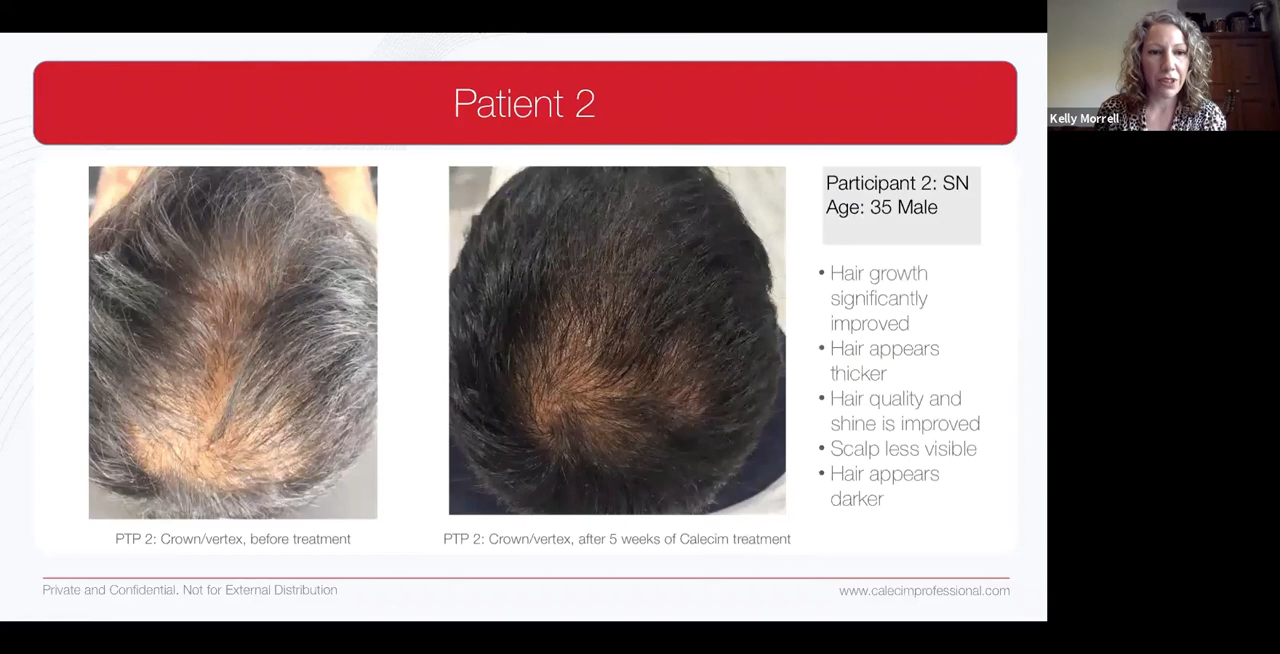 Patient 2
Kelly Morrell
Participant 2: SN
Age: 35 Male
• Hair growth
significantly
improved
• Hair appears
thicker
• Hair quality and
shine is improved
• Scalp less visible
• Hair appears
darker
PTP 2: Crown/vertex, before treatment
PTP 2: Crown/vertex, after 5 weeks of Calecim treatment
Private and Confidential. Not for External Distribution
www.calecimprofessional.com